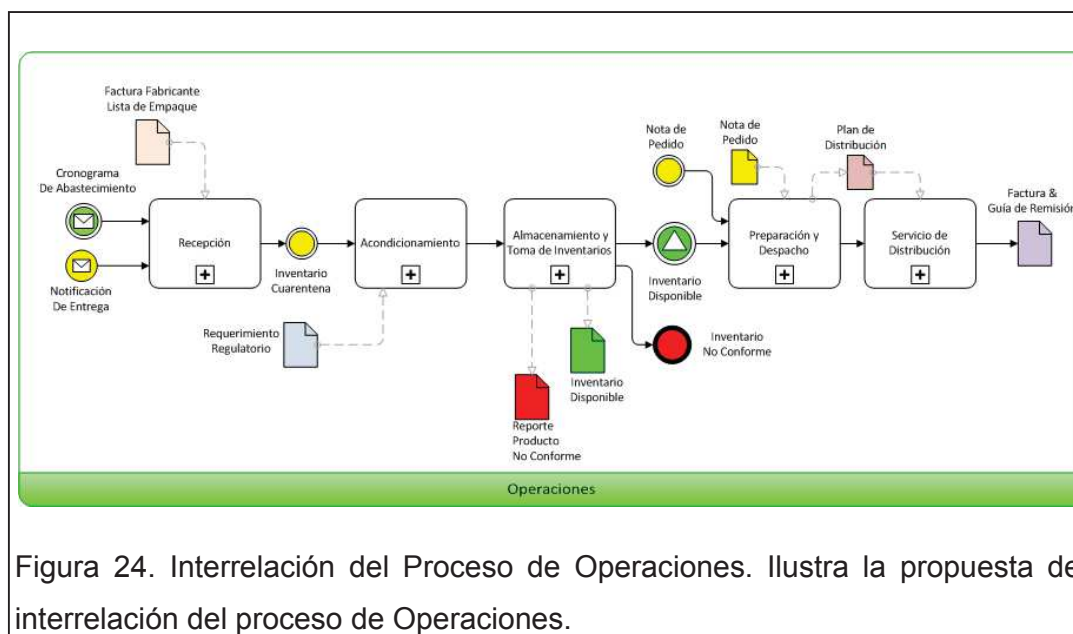 Factura Fabricante
Lista de Empaque
Cronograma
De Abastecimiento
Notificación
De Entrega
Recepción
Inventario
Cuarentena
Requerimiento
Regulatorio
Acondicionamiento
Almacenamiento y
Toma de Inventarios
Reporte
Producto
No Conforme
Inventario
Disponible
Inventario
Disponible
Inventario
No Conforme
Nota de
Pedido
Nota de
Pedido
Plan de
Distribución
Preparación y
Despacho
Servicio de
Distribución
Factura &
Guía de Remisión
Operaciones
Figura 24. Interrelación del Proceso de Operaciones. Ilustra la propuesta de
interrelación del proceso de Operaciones.